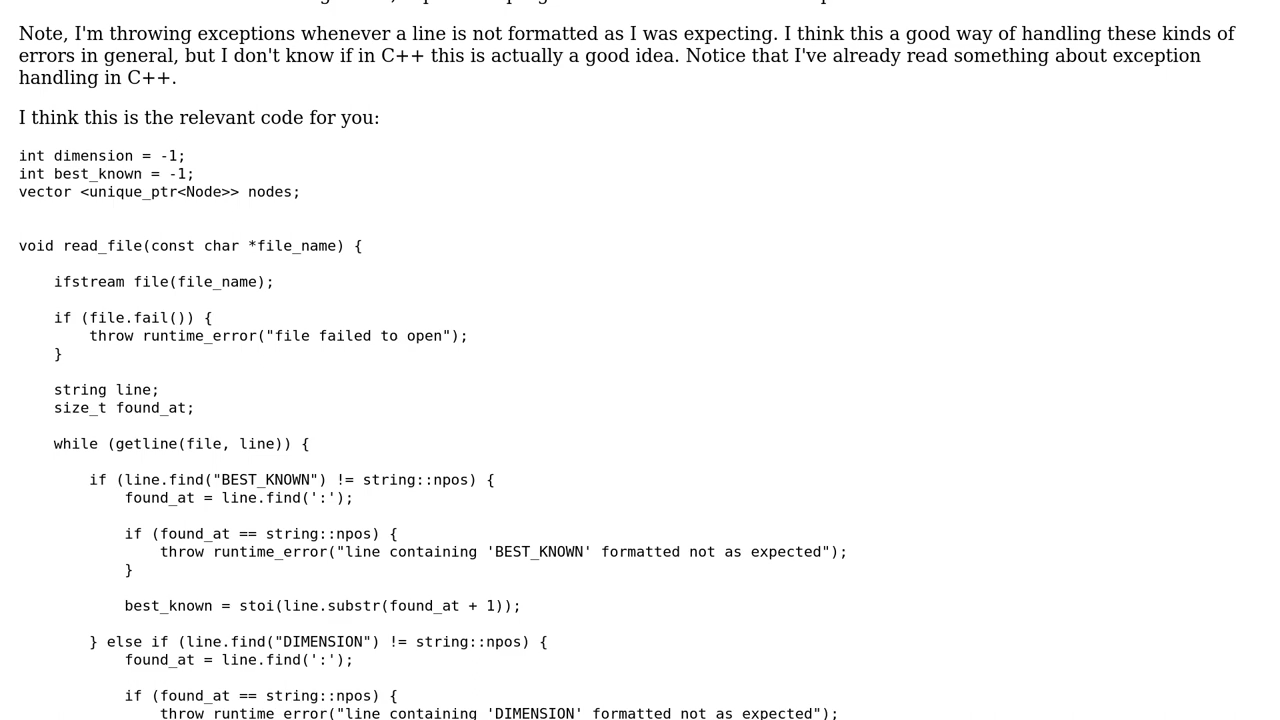 Note, I'm throwing exceptions whenever a line is not formatted as I was expecting. I think this a good way of handling these kinds of
errors in general, but I don't know if in C++ this is actually a good idea. Notice that I've already read something about exception
handling in C++.
I think this is the relevant code for you:
int dimension = -1;
int best_known = -1;
vector <unique_ptr<Node>> nodes;
void read_file(const char *file_name) {
    ifstream file(file_name);
    if (file.fail()) {
        throw runtime_error("file failed to open");
    }
    string line;
    size_t found_at;
    while (getline(file, line)) {
        if (line.find("BEST_KNOWN") != string::npos) {
            found_at = line.find(':');
            if (found_at == string::npos) {
                throw runtime_error("line containing 'BEST_KNOWN' formatted not as expected");
            }
            best_known = stoi(line.substr(found_at + 1));
        } else if (line.find("DIMENSION") != string::npos) {
            found_at = line.find(':');
            if (found_at == string::npos) {
                throw runtime_error("line containing 'DIMENSION' formatted not as expected");